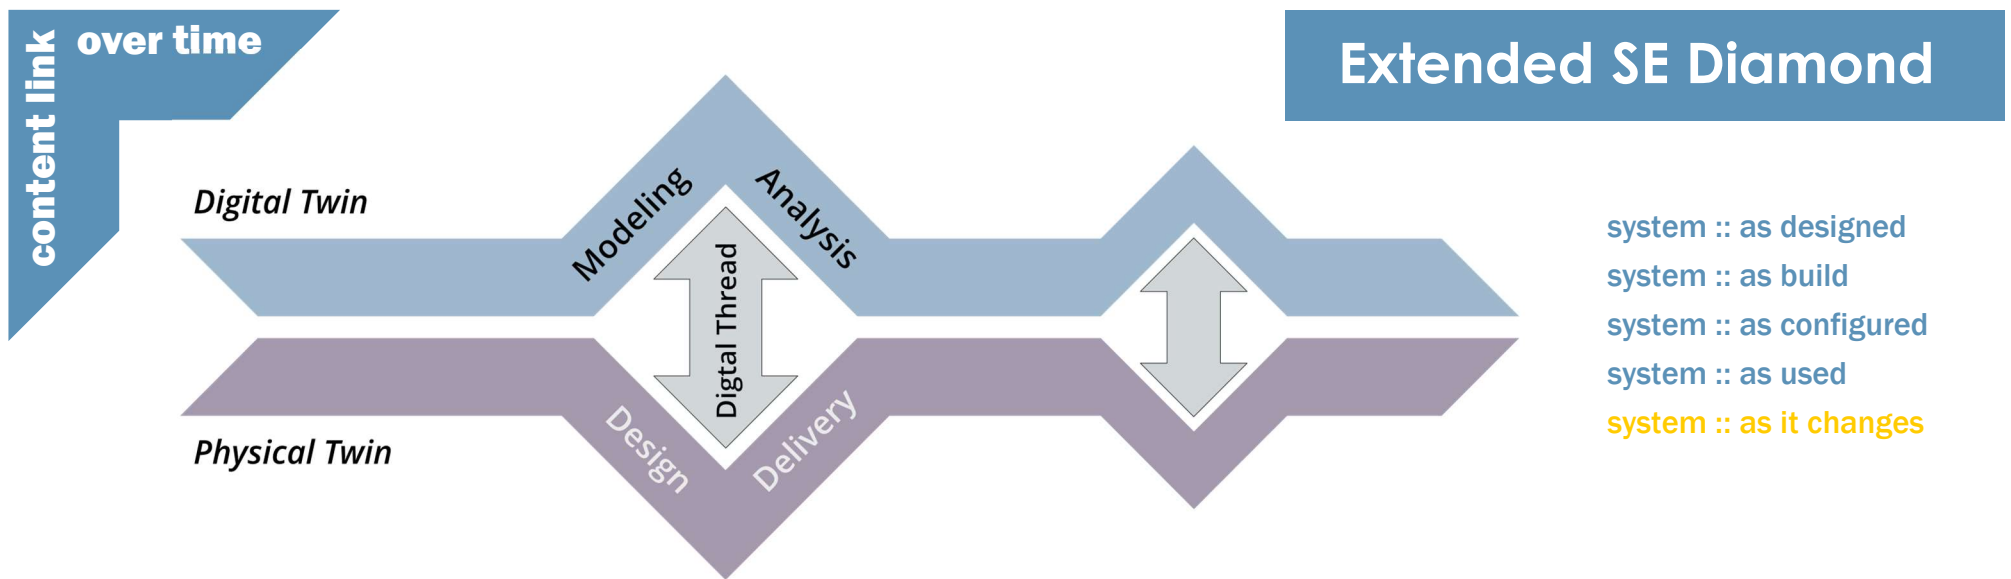 over time
content link
Extended SE Diamond
Digital Twin
Modeling
Analysis
Digtal Thread
Physical Twin
Design
Delivery
system :: as designed
system :: as build
system :: as configured
system :: as used
system :: as it changes